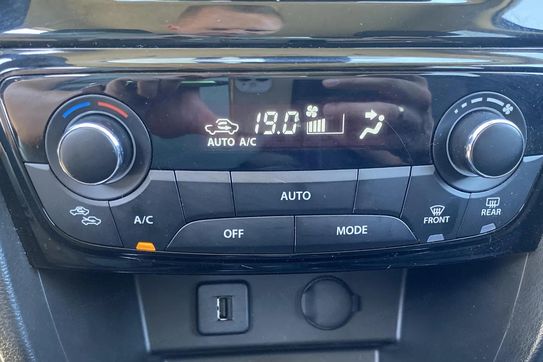 19.0
AUTO A/C
AUTO
A/C
OFF
MODE
FRONT
REAR